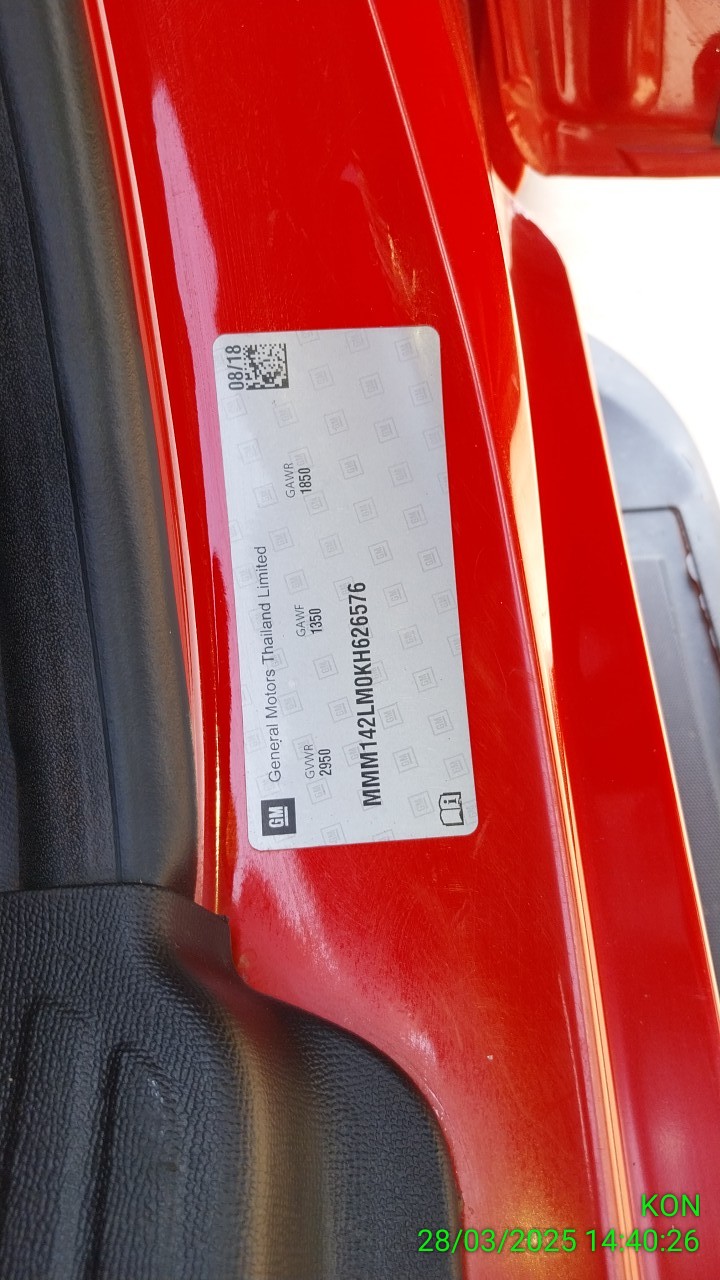 08/18
GM General Motors Thailand Limited
GVWR GAWF GAWR
2950 1350 1850
MMM142LM0KH626576
KON
28/03/2025 14:40:26